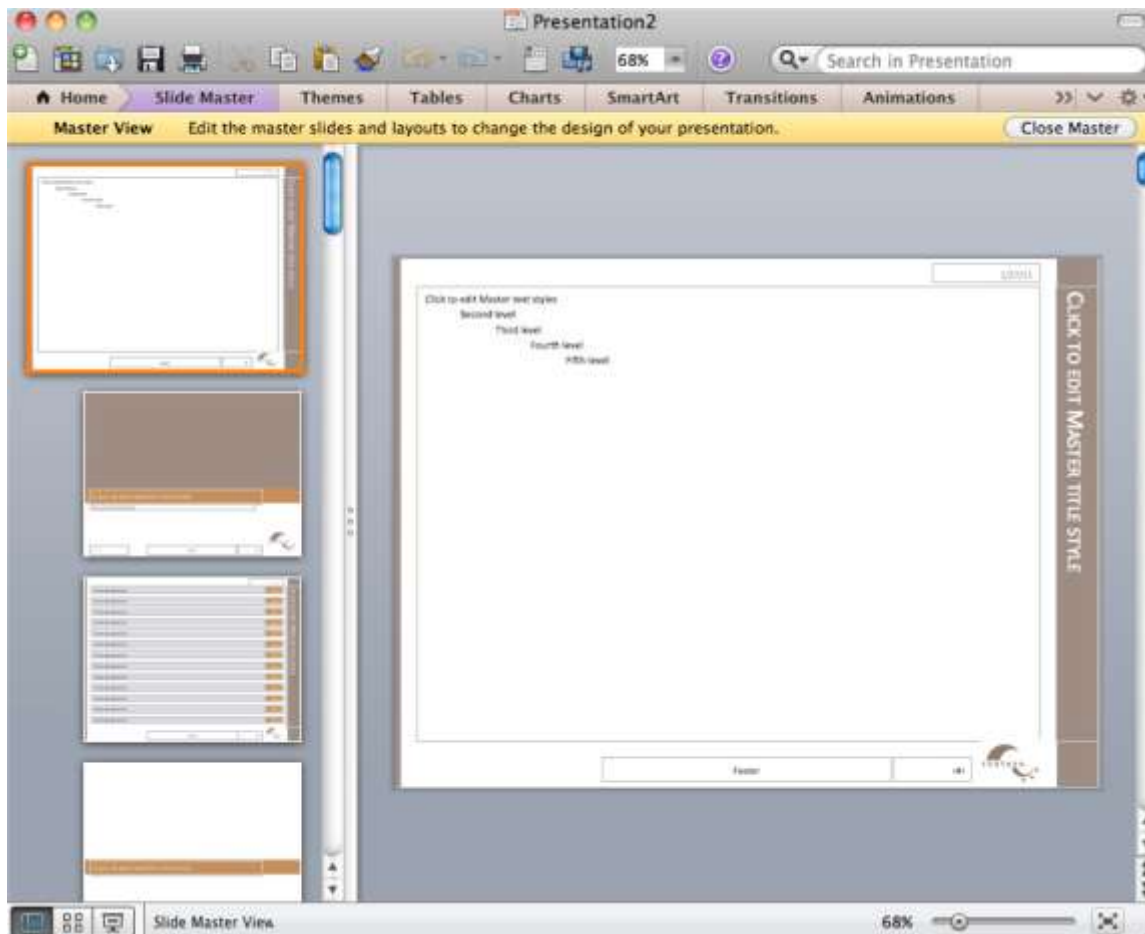 Presentation2
68% Search in Presentation
Home Slide Master Themes Tables Charts SmartArt Transitions Animations
Master View Edit the master slides and layouts to change the design of your presentation. Close Master
Click to edit Master text styles
Second level
Third level
Fourth level
Fifth level
CLICK TO EDIT MASTER TITLE STYLE
Footer
Slide Master View 68%